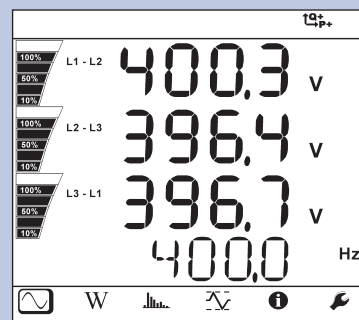 Q+
P+
100%
50%
10%
L1 - L2
400.3 V
100%
50%
10%
L2 - L3
396.4 V
100%
50%
10%
L3 - L1
396.7 V
400.0 Hz
W
i